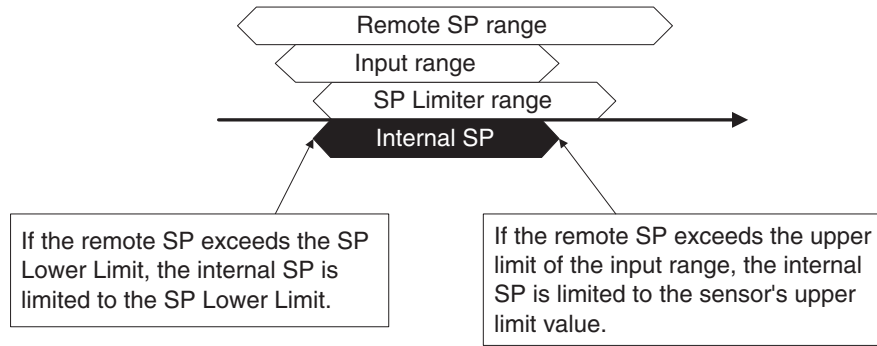 Remote SP range
Input range
SP Limiter range
Internal SP
If the remote SP exceeds the SP
Lower Limit, the internal SP is
limited to the SP Lower Limit.
If the remote SP exceeds the upper
limit of the input range, the internal
SP is limited to the sensor's upper
limit value.